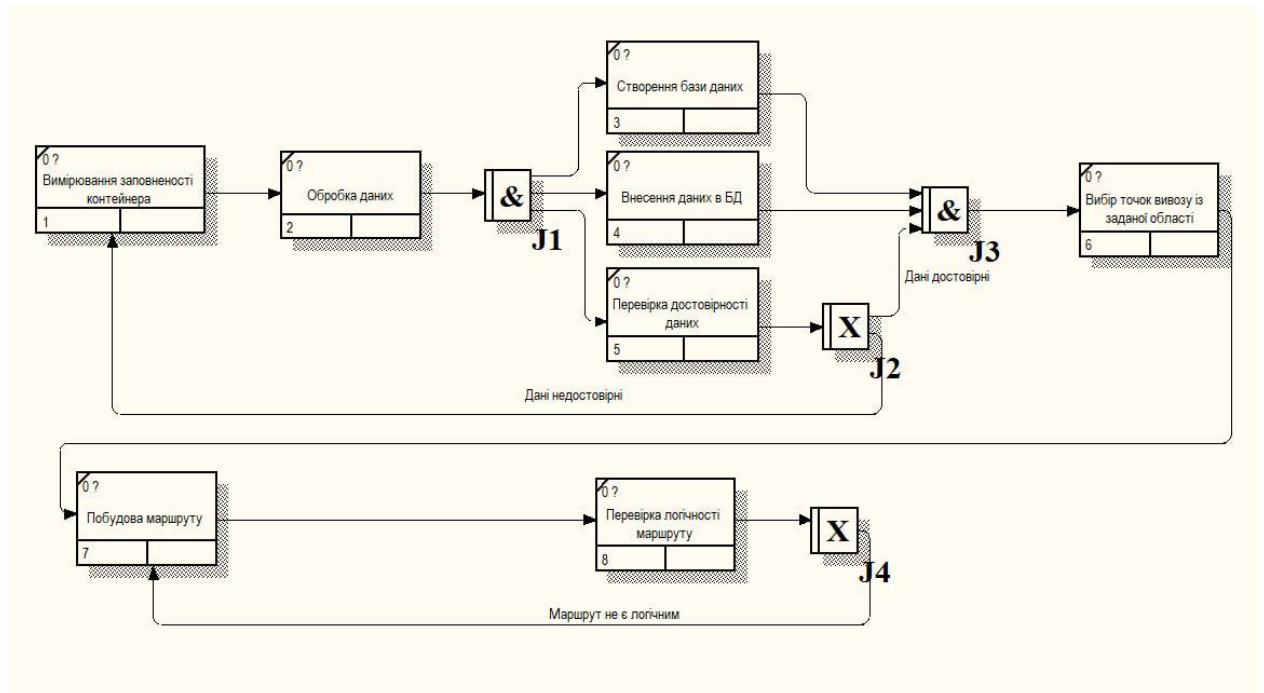 0 ?
Створення бази даних
3
0 ?
Вимірювання заповненості
контейнера
1
0 ?
Обробка даних
2
&
J1
0 ?
Внесення даних в БД
4
&
J3
0 ?
Вибір точок вивозу із
заданої області
6
0 ?
Перевірка достовірності
даних
5
X
J2
Дані достовірні
Дані недостовірні
0 ?
Побудова маршруту
7
0 ?
Перевірка логічності
маршруту
8
X
J4
Маршрут не є логічним